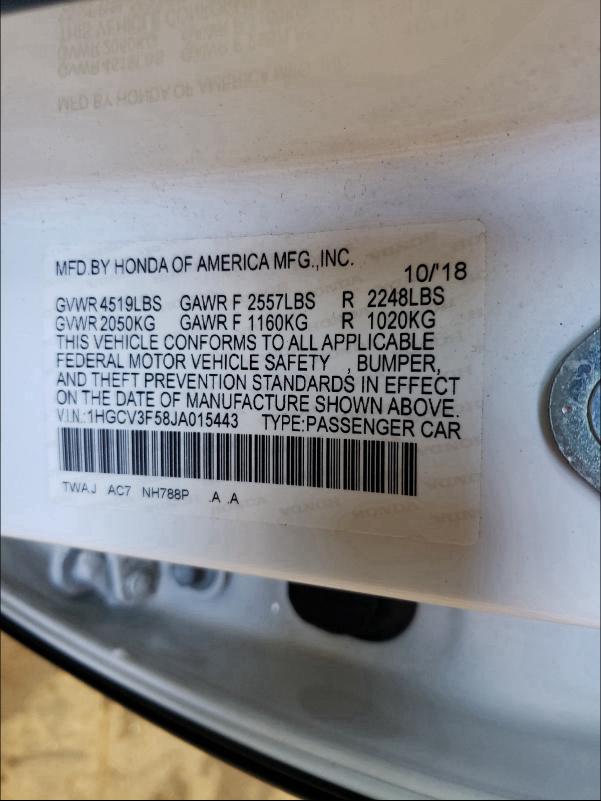 MFD.BY HONDA OF AMERICA MFG.,INC.
10/'18
GVWR 4519LBS GAWR F 2557LBS R 2248LBS
GVWR 2050KG GAWR F 1160KG R 1020KG
THIS VEHICLE CONFORMS TO ALL APPLICABLE
FEDERAL MOTOR VEHICLE SAFETY , BUMPER,
AND THEFT PREVENTION STANDARDS IN EFFECT
ON THE DATE OF MANUFACTURE SHOWN ABOVE.
V.I.N.:1HGCV3F58JA015443 TYPE:PASSENGER CAR
TWAJ AC7 NH788P .A .A